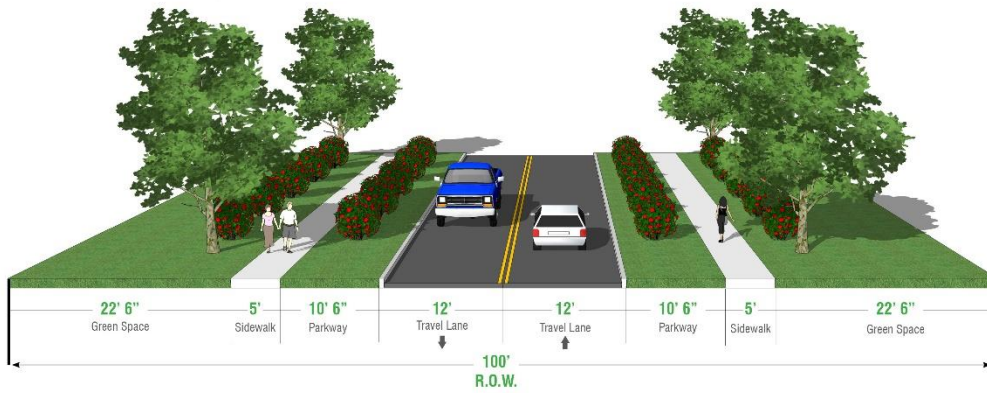 22' 6”
Green Space
5'
Sidewalk
10' 6”
Parkway
12'
Travel Lane
12'
Travel Lane
10' 6”
Parkway
5'
Sidewalk
22' 6”
Green Space
100'
R.O.W.